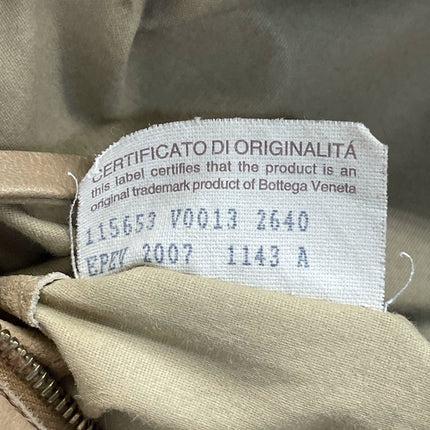 CERTIFICATO DI ORIGINALITÁ
this label certifies that the product is an
original trademark product of Bottega Veneta
115653 V0013 2640
EPEV 2007 1143 A